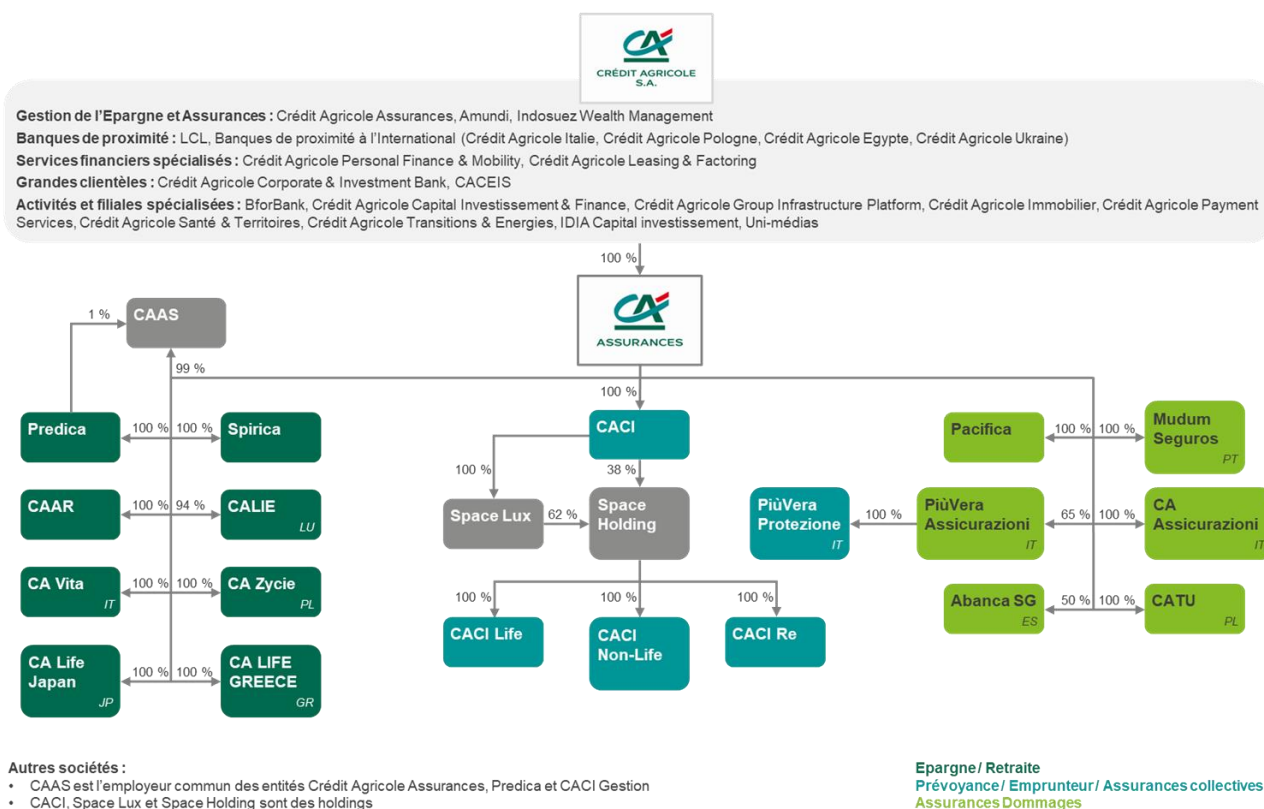 CRÉDIT AGRICOLE
S.A.
Gestion de l'Epargne et Assurances : Crédit Agricole Assurances, Amundi, Indosuez Wealth Management
Banques de proximité : LCL, Banques de proximité à l'International (Crédit Agricole Italie, Crédit Agricole Pologne, Crédit Agricole Egypte, Crédit Agricole Ukraine)
Services financiers spécialisés : Crédit Agricole Personal Finance & Mobility, Crédit Agricole Leasing & Factoring
Grandes clientèles : Crédit Agricole Corporate & Investment Bank, CACEIS
Activités et filiales spécialisées : BforBank, Crédit Agricole Capital Investissement & Finance, Crédit Agricole Group Infrastructure Platform, Crédit Agricole Immobilier, Crédit Agricole Payment
Services, Crédit Agricole Santé & Territoires, Crédit Agricole Transitions & Energies, IDIA Capital investissement, Uni-médias
100 %
ASSURANCES
1 %
CAAS
99 %
100 %
Predica
100 % 100 %
Spirica
CAAR
100 % 94 %
CALIE
LU
CA Vita
IT
100 % 100 %
CA Zycie
PL
CA Life
Japan
JP
100 % 100 %
CA LIFE
GREECE
GR
CACI
100 %
38 %
Space Lux
62 %
Space
Holding
100 %
100 %
100 %
CACI Life
CACI
Non-Life
CACI Re
Pacifica
100 % 100 %
Mudum
Seguros
PT
PiùVera
Protezione
IT
100 %
PiùVera
Assicurazioni
IT
65 % 100 %
CA
Assicurazioni
IT
Abanca SG
ES
50 % 100 %
CATU
PL
Autres sociétés :
• CAAS est l'employeur commun des entités Crédit Agricole Assurances, Predica et CACI Gestion
• CACI, Space Lux et Space Holding sont des holdings
Epargne / Retraite
Prévoyance / Emprunteur / Assurances collectives
Assurances Dommages